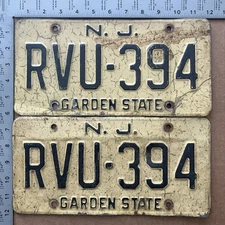 N. J.
RVU-394
GARDEN STATE
N. J.
RVU-394
GARDEN STATE